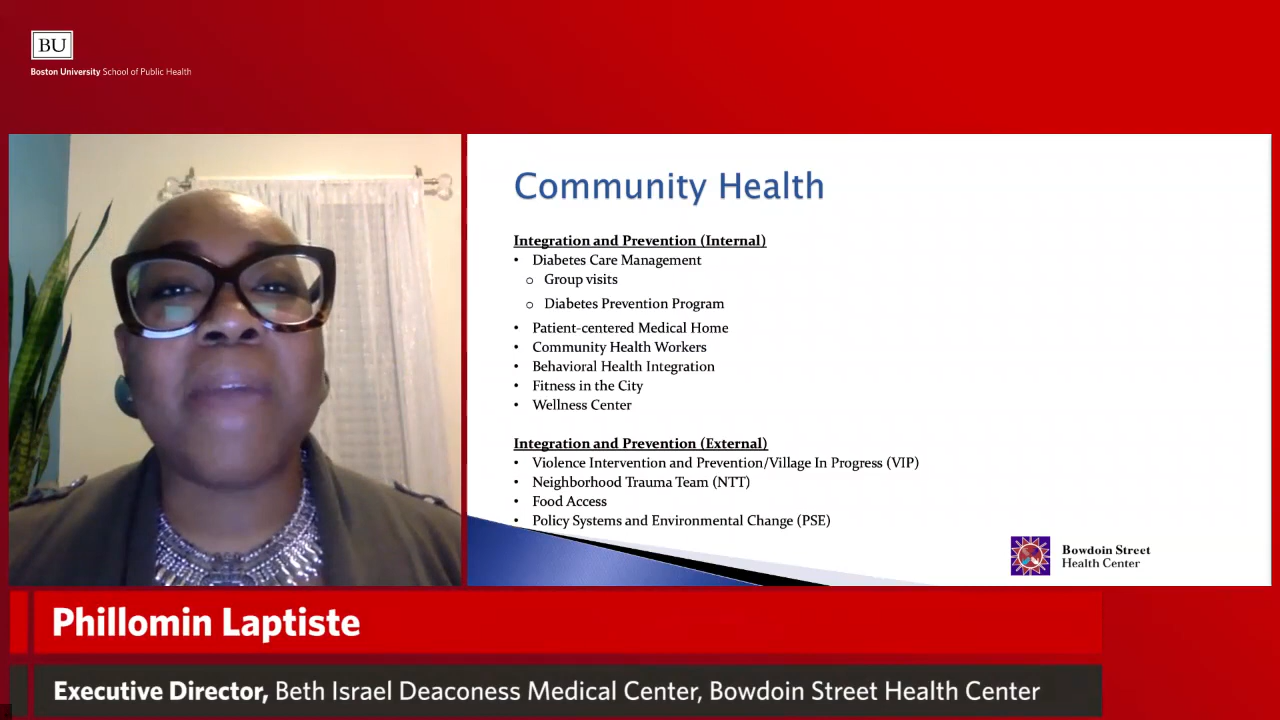 BU
Boston University School of Public Health
Community Health
Integration and Prevention (Internal)
• Diabetes Care Management
o Group visits
o Diabetes Prevention Program
• Patient-centered Medical Home
• Community Health Workers
• Behavioral Health Integration
• Fitness in the City
• Wellness Center
Integration and Prevention (External)
• Violence Intervention and Prevention/Village In Progress (VIP)
• Neighborhood Trauma Team (NTT)
• Food Access
• Policy Systems and Environmental Change (PSE)
Bowdoin Street
Health Center
Phillomin Laptiste
Executive Director, Beth Israel Deaconess Medical Center, Bowdoin Street Health Center